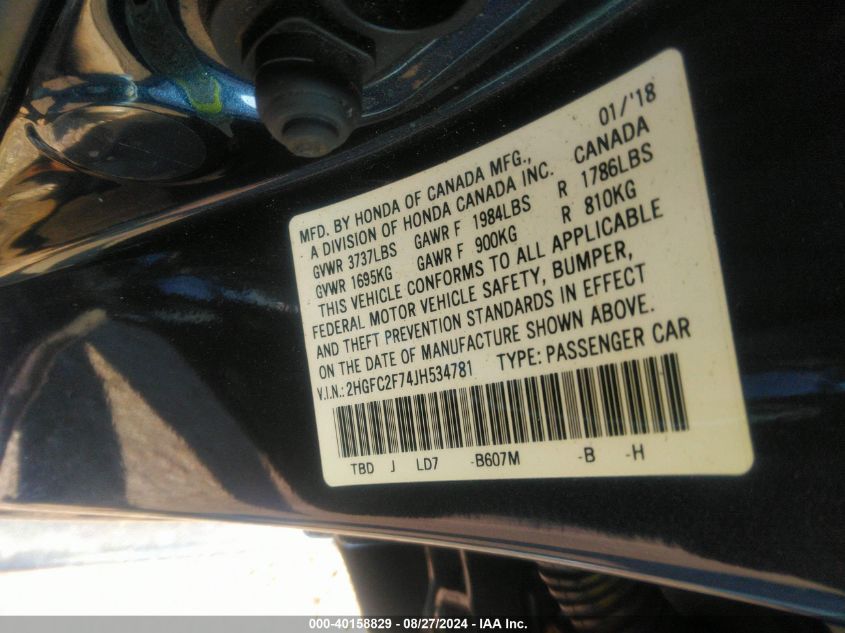 01/'18
MFD. BY HONDA OF CANADA MFG.,
A DIVISION OF HONDA CANADA INC. CANADA
GVWR 3737LBS GAWR F 1984LBS R 1786LBS
GVWR 1695KG GAWR F 900KG R 810KG
THIS VEHICLE CONFORMS TO ALL APPLICABLE
FEDERAL MOTOR VEHICLE SAFETY, BUMPER,
AND THEFT PREVENTION STANDARDS IN EFFECT
ON THE DATE OF MANUFACTURE SHOWN ABOVE.
V.I.N.: 2HGFC2F74JH534781 TYPE: PASSENGER CAR
TBD J LD7 -B607M -B -H
000-40158829 - 08/27/2024 - IAA, Inc.